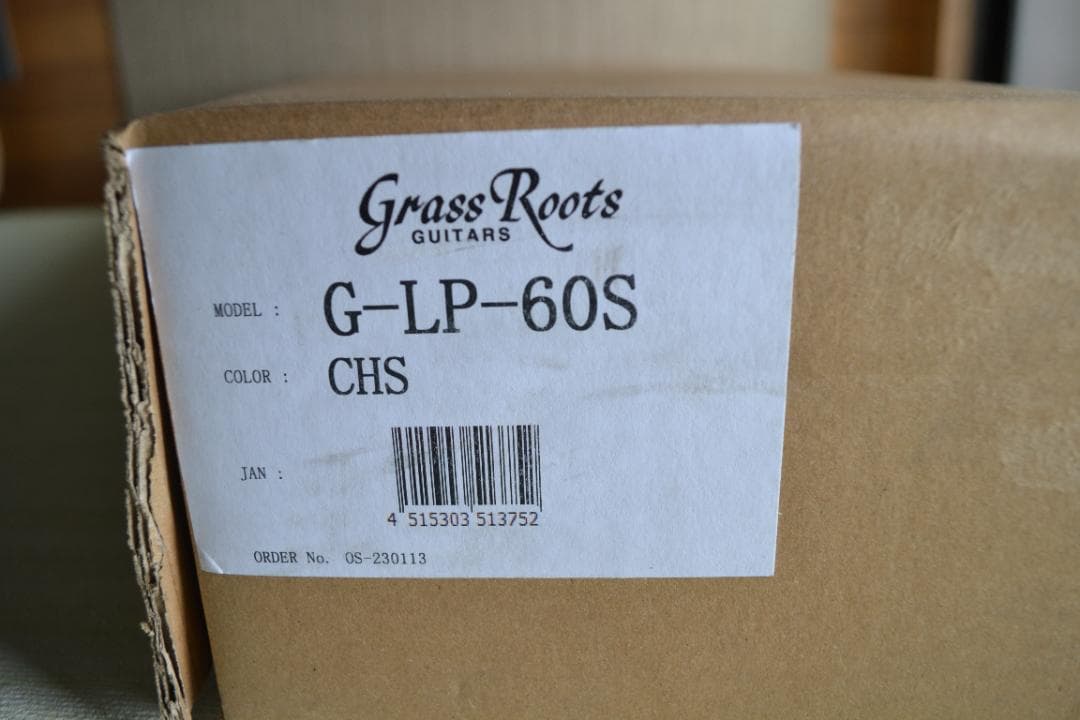 Grass Roots
GUITARS
MODEL : G-LP-60S
COLOR : CHS
JAN :
4 515303 513752
ORDER No. OS-230113